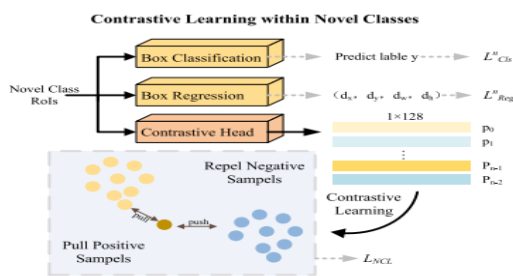 Contrastive Learning within Novel Classes
Box Classification
Predict lable y
L^n_Cls
Novel Class
RoIs
Box Regression
(dx, dy, dw, dh)
L^n_Reg
Contrastive Head
1×128
p0
p1
⋮
Pn-1
Pn-2
Contrastive
Learning
Repel Negative
Sampels
pull
push
Pull Positive
Sampels
L_NCL